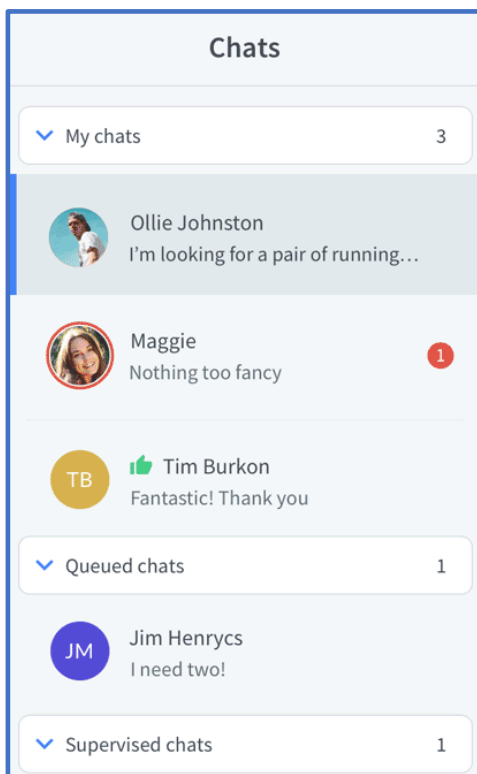 Chats
My chats 3
Ollie Johnston
I'm looking for a pair of running...
Maggie
1
Nothing too fancy
TB
Tim Burkon
Fantastic! Thank you
Queued chats 1
JM
Jim Henrycs
I need two!
Supervised chats 1